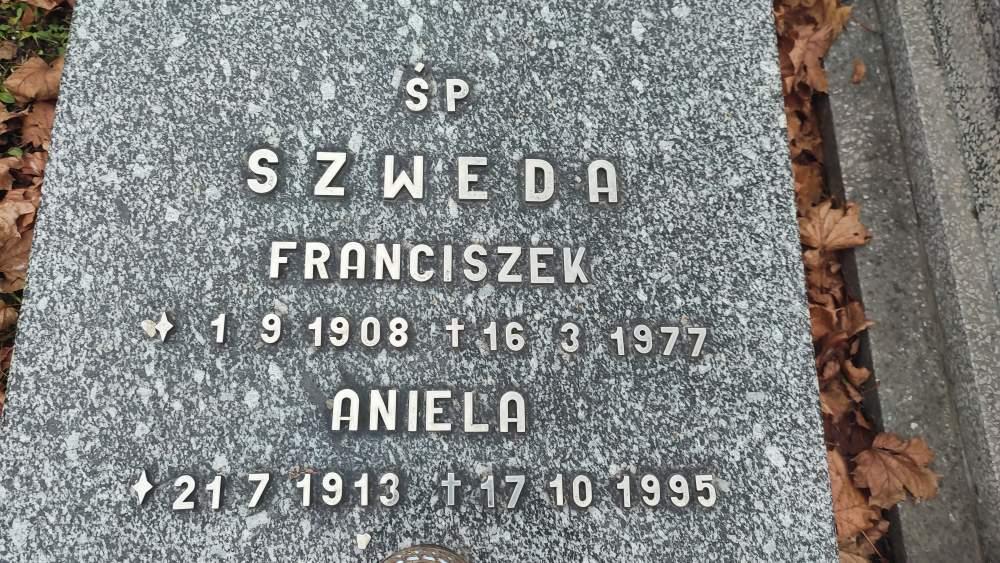 ŚP
SZWEDA
FRANCISZEK
✧ 1 9 1908 † 16 3 1977
ANIELA
✧ 21 7 1913 † 17 10 1995